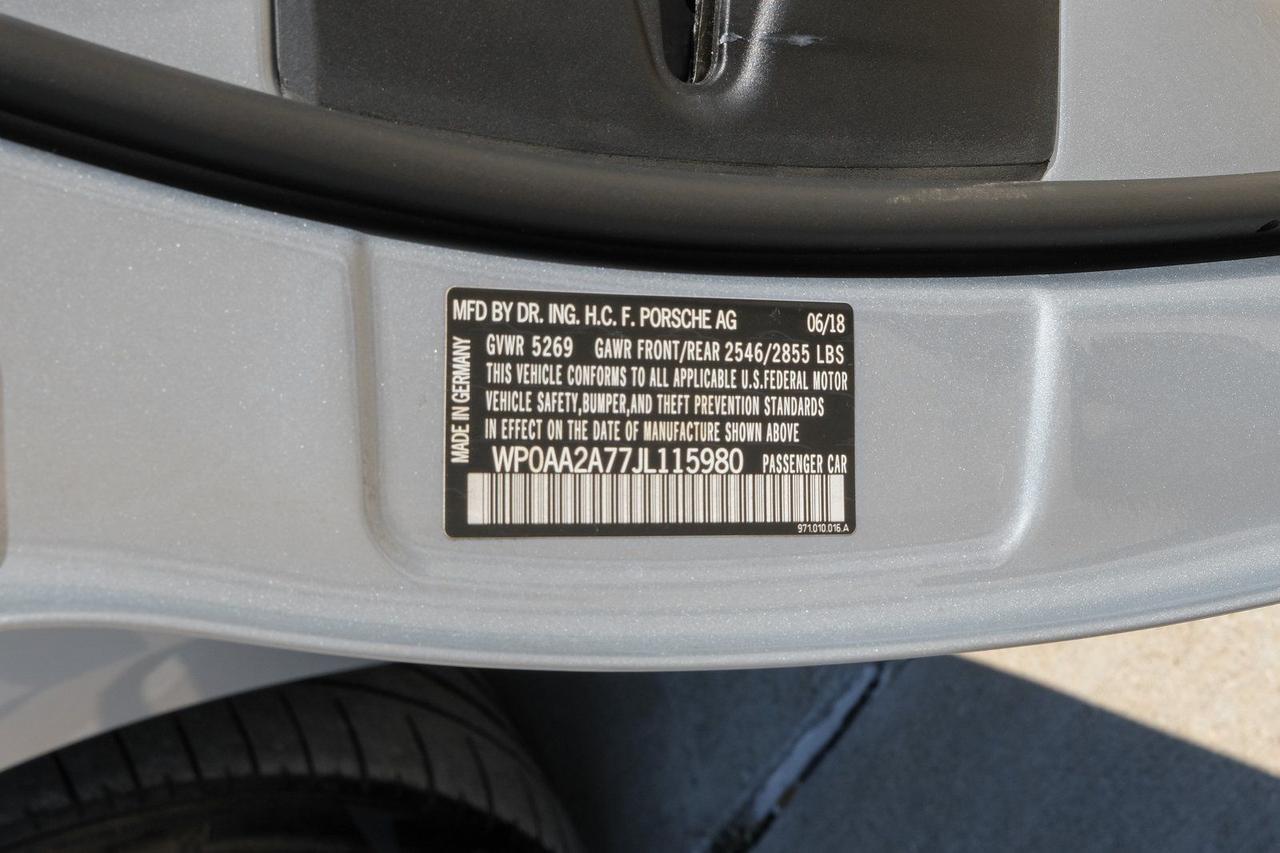 MFD BY DR. ING. H.C. F. PORSCHE AG 06/18
MADE IN GERMANY
GVWR 5269 GAWR FRONT/REAR 2546/2855 LBS
THIS VEHICLE CONFORMS TO ALL APPLICABLE U.S.FEDERAL MOTOR
VEHICLE SAFETY,BUMPER,AND THEFT PREVENTION STANDARDS
IN EFFECT ON THE DATE OF MANUFACTURE SHOWN ABOVE
WP0AA2A77JL115980 PASSENGER CAR
971.010.016.A